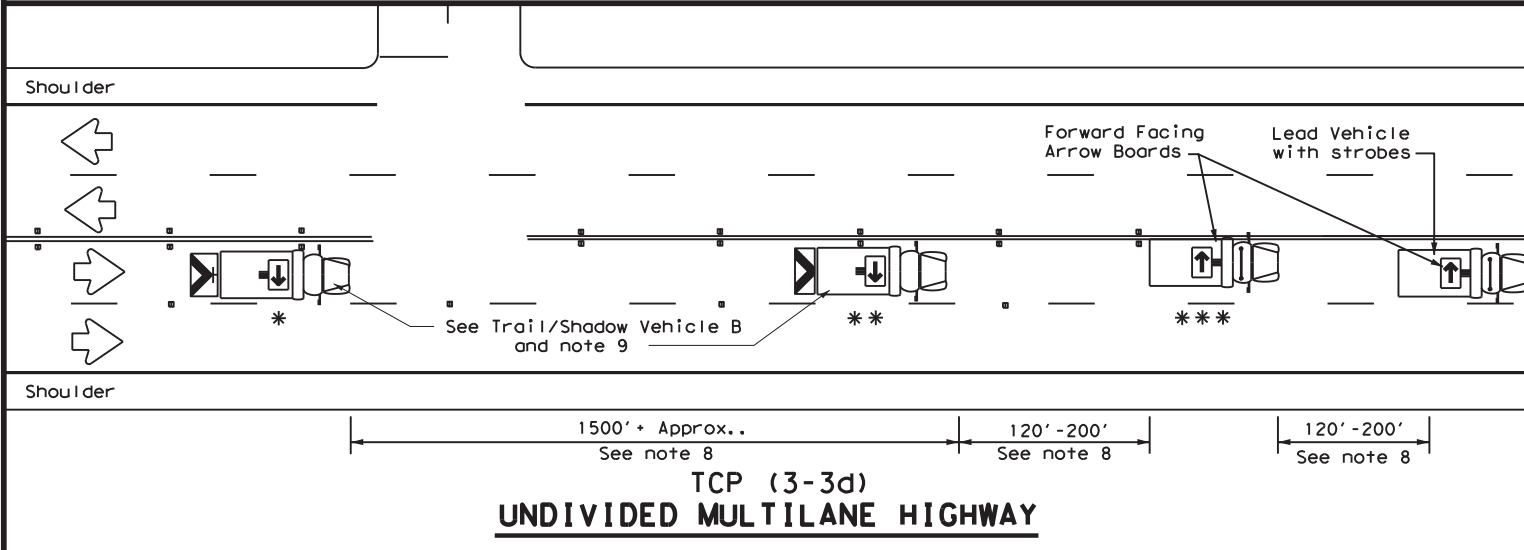 Shoulder
Forward Facing
Arrow Boards
Lead Vehicle
with strobes
*
**
***
See Trail/Shadow Vehicle B
and note 9
Shoulder
1500'+ Approx..
See note 8
120'-200'
See note 8
120'-200'
See note 8
TCP (3-3d)
UNDIVIDED MULTILANE HIGHWAY